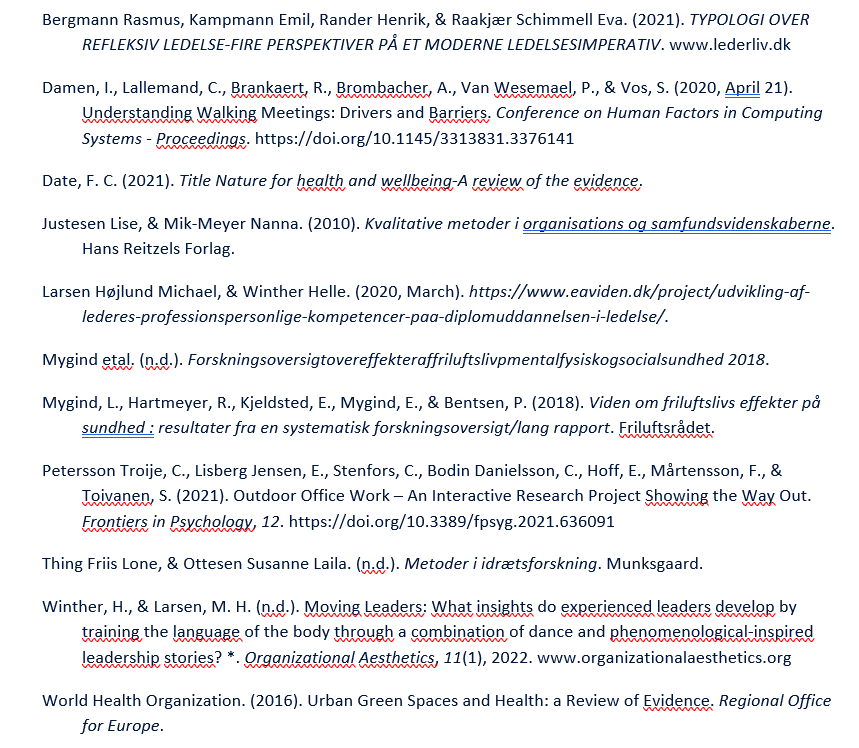 Bergmann Rasmus, Kampmann Emil, Rander Henrik, & Raakjær Schimmell Eva. (2021). TYPOLOGI OVER
REFLEKSIV LEDELSE-FIRE PERSPEKTIVER PÅ ET MODERNE LEDELSESIMPERATIV. www.lederliv.dk
Damen, I., Lallemand, C., Brankaert, R., Brombacher, A., Van Wesemael, P., & Vos, S. (2020, April 21).
Understanding Walking Meetings: Drivers and Barriers. Conference on Human Factors in Computing
Systems - Proceedings. https://doi.org/10.1145/3313831.3376141
Date, F. C. (2021). Title Nature for health and wellbeing-A review of the evidence.
Justesen Lise, & Mik-Meyer Nanna. (2010). Kvalitative metoder i organisations og samfundsvidenskaberne.
Hans Reitzels Forlag.
Larsen Højlund Michael, & Winther Helle. (2020, March). https://www.eaviden.dk/project/udvikling-af-
lederes-professionspersonlige-kompetencer-paa-diplomuddannelsen-i-ledelse/.
Mygind etal. (n.d.). Forskningsoversigtovereffekteraffriluftslivpmentalfysiskogsocialsundhed 2018.
Mygind, L., Hartmeyer, R., Kjeldsted, E., Mygind, E., & Bentsen, P. (2018). Viden om friluftslivs effekter på
sundhed : resultater fra en systematisk forskningsoversigt/lang rapport. Friluftsrådet.
Petersson Troije, C., Lisberg Jensen, E., Stenfors, C., Bodin Danielsson, C., Hoff, E., Mårtensson, F., &
Toivanen, S. (2021). Outdoor Office Work – An Interactive Research Project Showing the Way Out.
Frontiers in Psychology, 12. https://doi.org/10.3389/fpsyg.2021.636091
Thing Friis Lone, & Ottesen Susanne Laila. (n.d.). Metoder i idrætsforskning. Munksgaard.
Winther, H., & Larsen, M. H. (n.d.). Moving Leaders: What insights do experienced leaders develop by
training the language of the body through a combination of dance and phenomenological-inspired
leadership stories? *. Organizational Aesthetics, 11(1), 2022. www.organizationalaesthetics.org
World Health Organization. (2016). Urban Green Spaces and Health: a Review of Evidence. Regional Office
for Europe.